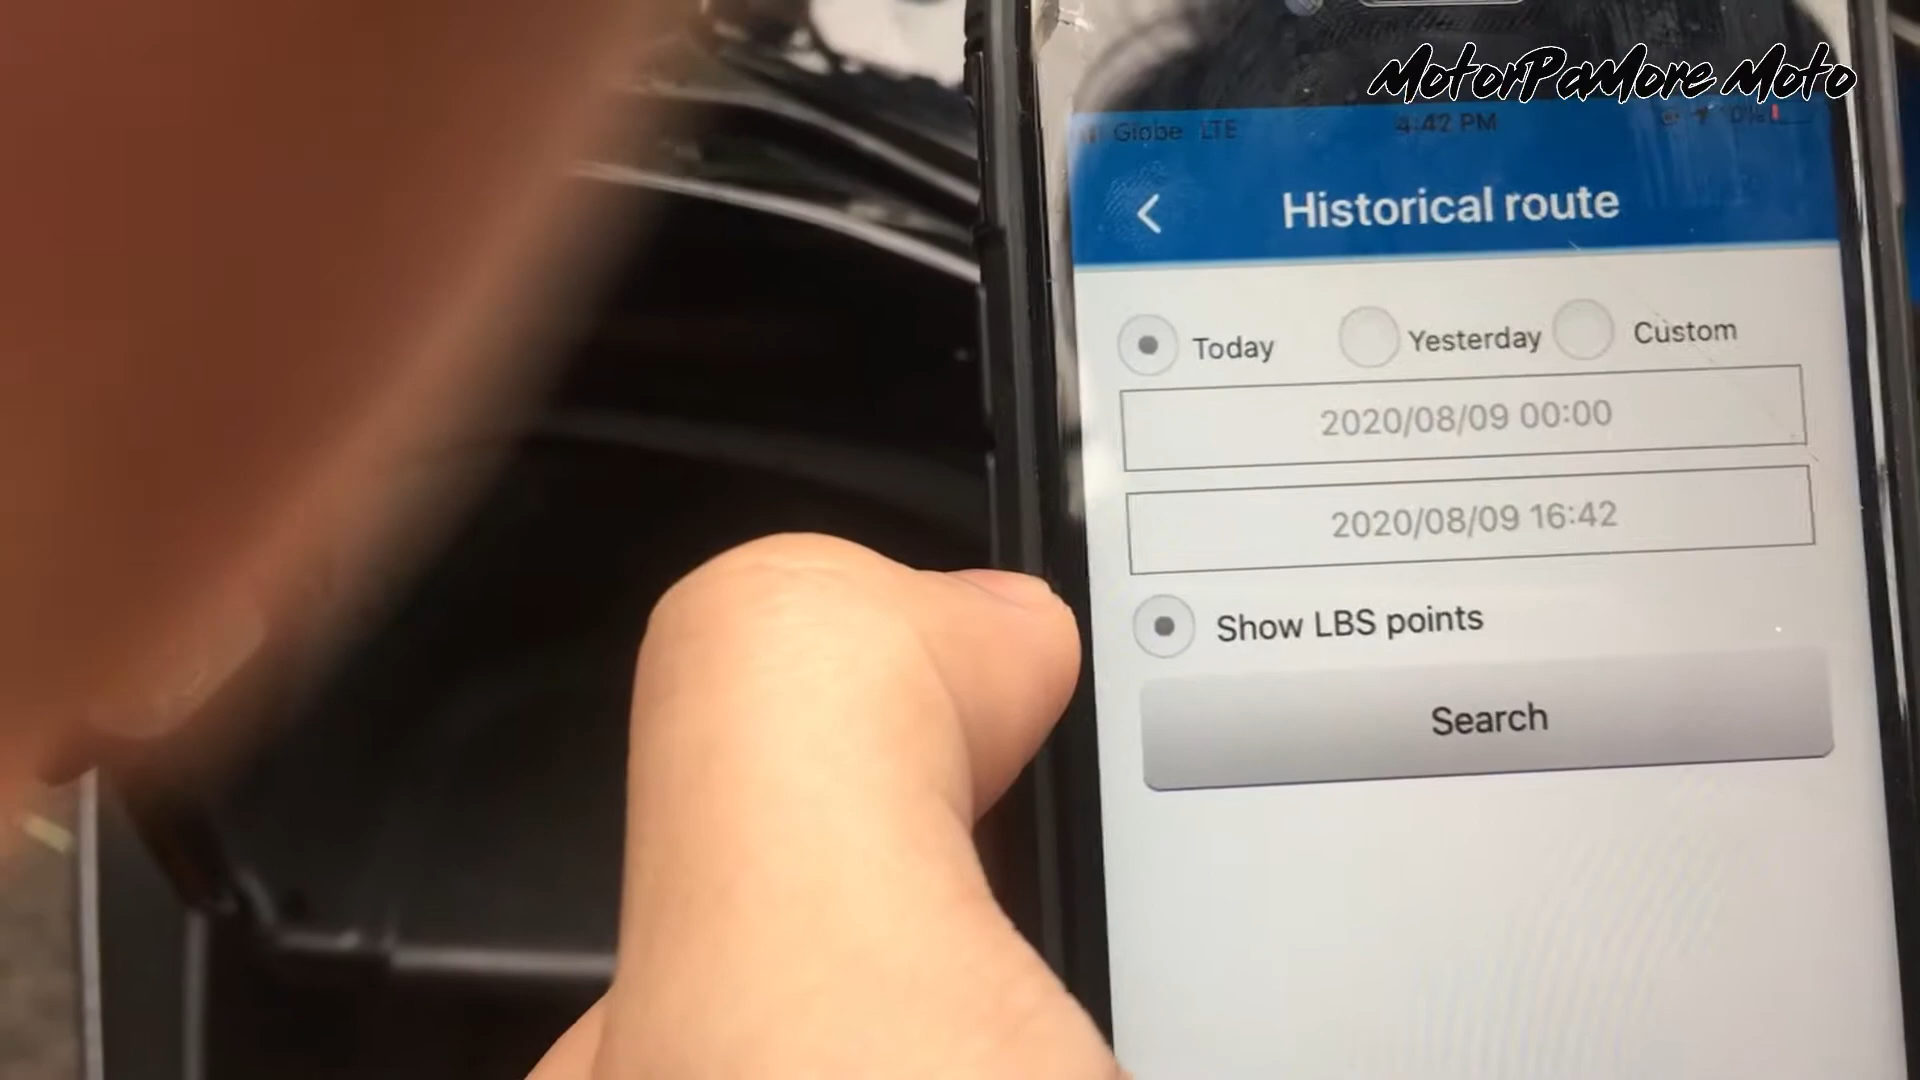 MotorPaMore Moto
Globe LTE 4:42 PM
Historical route
Today Yesterday Custom
2020/08/09 00:00
2020/08/09 16:42
Show LBS points
Search